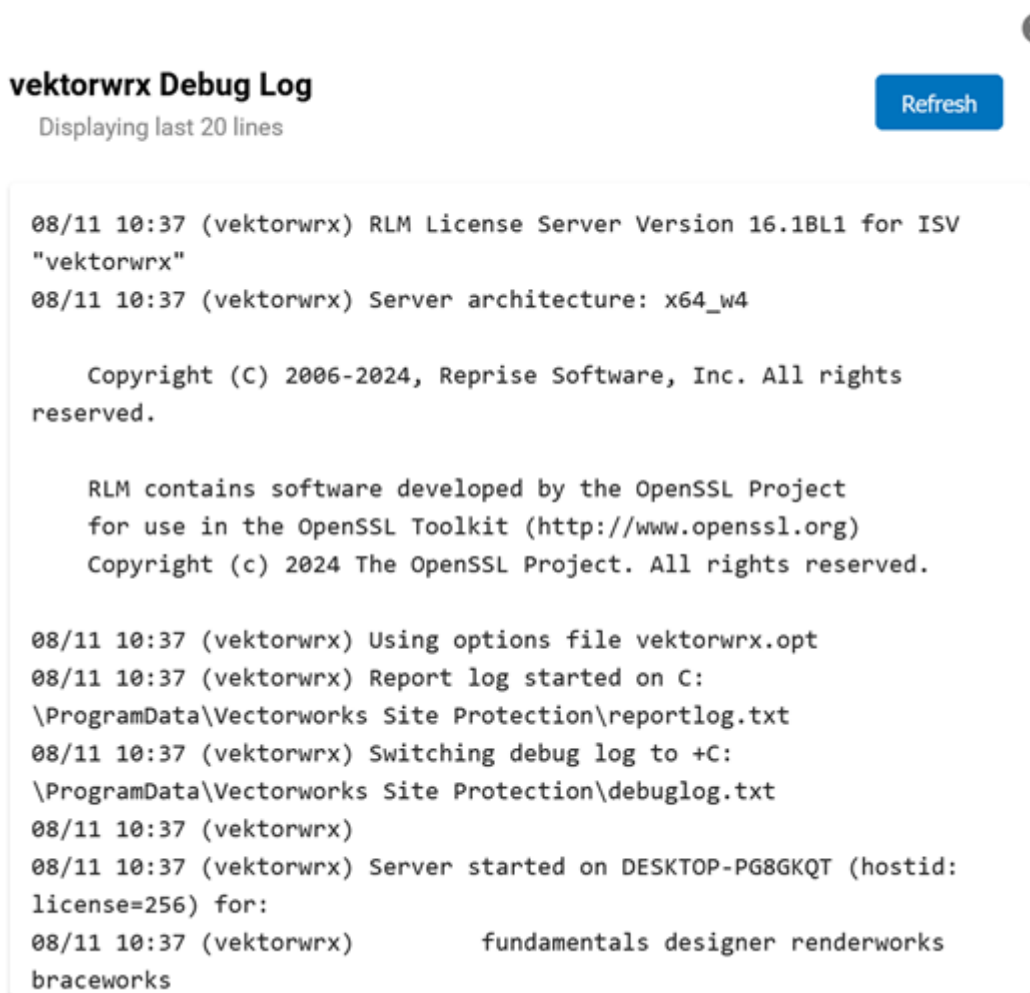 vektorwrx Debug Log
Refresh
Displaying last 20 lines
08/11 10:37 (vektorwrx) RLM License Server Version 16.1BL1 for ISV
"vektorwrx"
08/11 10:37 (vektorwrx) Server architecture: x64_w4
Copyright (C) 2006-2024, Reprise Software, Inc. All rights
reserved.
RLM contains software developed by the OpenSSL Project
for use in the OpenSSL Toolkit (http://www.openssl.org)
Copyright (c) 2024 The OpenSSL Project. All rights reserved.
08/11 10:37 (vektorwrx) Using options file vektorwrx.opt
08/11 10:37 (vektorwrx) Report log started on C:
\ProgramData\Vectorworks Site Protection\reportlog.txt
08/11 10:37 (vektorwrx) Switching debug log to +C:
\ProgramData\Vectorworks Site Protection\debuglog.txt
08/11 10:37 (vektorwrx)
08/11 10:37 (vektorwrx) Server started on DESKTOP-PG8GKQT (hostid:
license=256) for:
08/11 10:37 (vektorwrx) fundamentals designer renderworks
braceworks